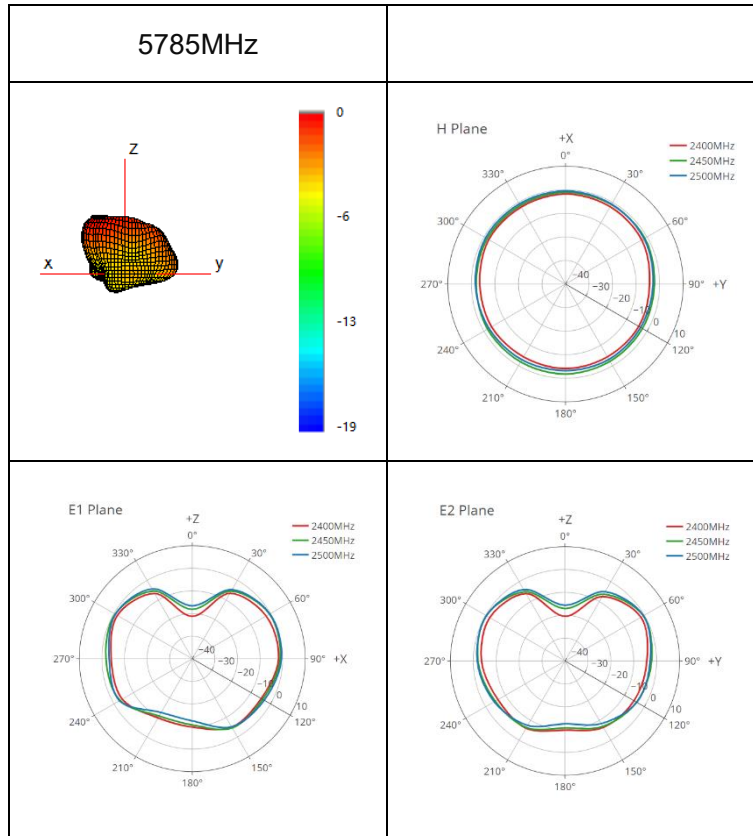 5785MHz
Z
x
y
0
-6
-13
-19
H Plane
+X
2400MHz
2450MHz
2500MHz
0°
330°
30°
300°
60°
270°
90° +Y
240°
120°
210°
150°
180°
−40
−30
−20
−10
0
10
E1 Plane
+Z
2400MHz
2450MHz
2500MHz
0°
330°
30°
300°
60°
270°
90° +X
240°
120°
210°
150°
180°
−40
−30
−20
−10
0
10
E2 Plane
+Z
2400MHz
2450MHz
2500MHz
0°
330°
30°
300°
60°
270°
90° +Y
240°
120°
210°
150°
180°
−40
−30
−20
−10
0
10